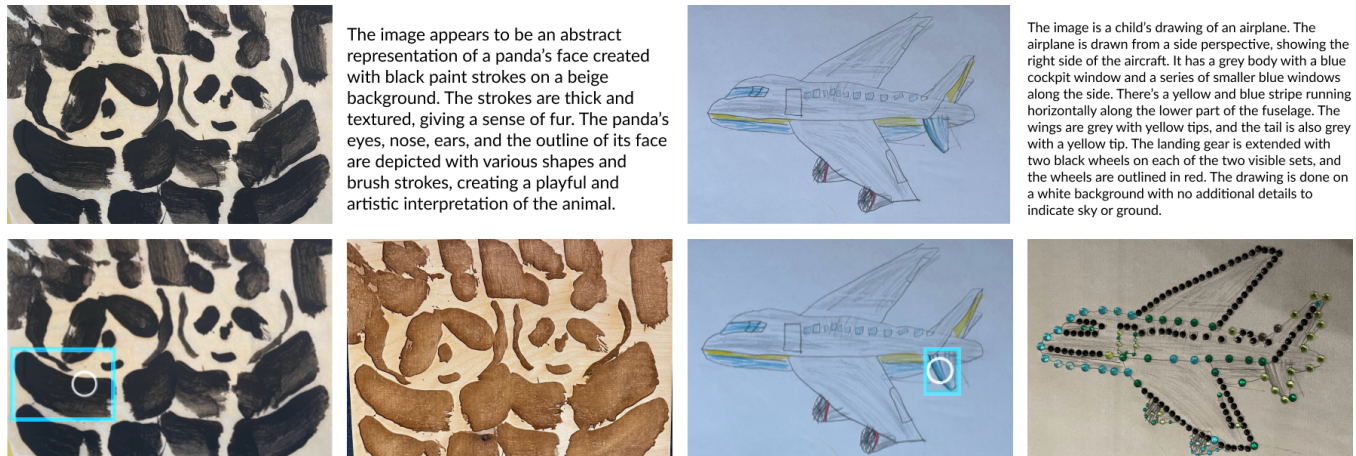 The image appears to be an abstract
representation of a panda's face created
with black paint strokes on a beige
background. The strokes are thick and
textured, giving a sense of fur. The panda's
eyes, nose, ears, and the outline of its face
are depicted with various shapes and
brush strokes, creating a playful and
artistic interpretation of the animal.
The image is a child's drawing of an airplane. The
airplane is drawn from a side perspective, showing the
right side of the aircraft. It has a grey body with a blue
cockpit window and a series of smaller blue windows
along the side. There's a yellow and blue stripe running
horizontally along the lower part of the fuselage. The
wings are grey with yellow tips, and the tail is also grey
with a yellow tip. The landing gear is extended with
two black wheels on each of the two visible sets, and
the wheels are outlined in red. The drawing is done on
a white background with no additional details to
indicate sky or ground.